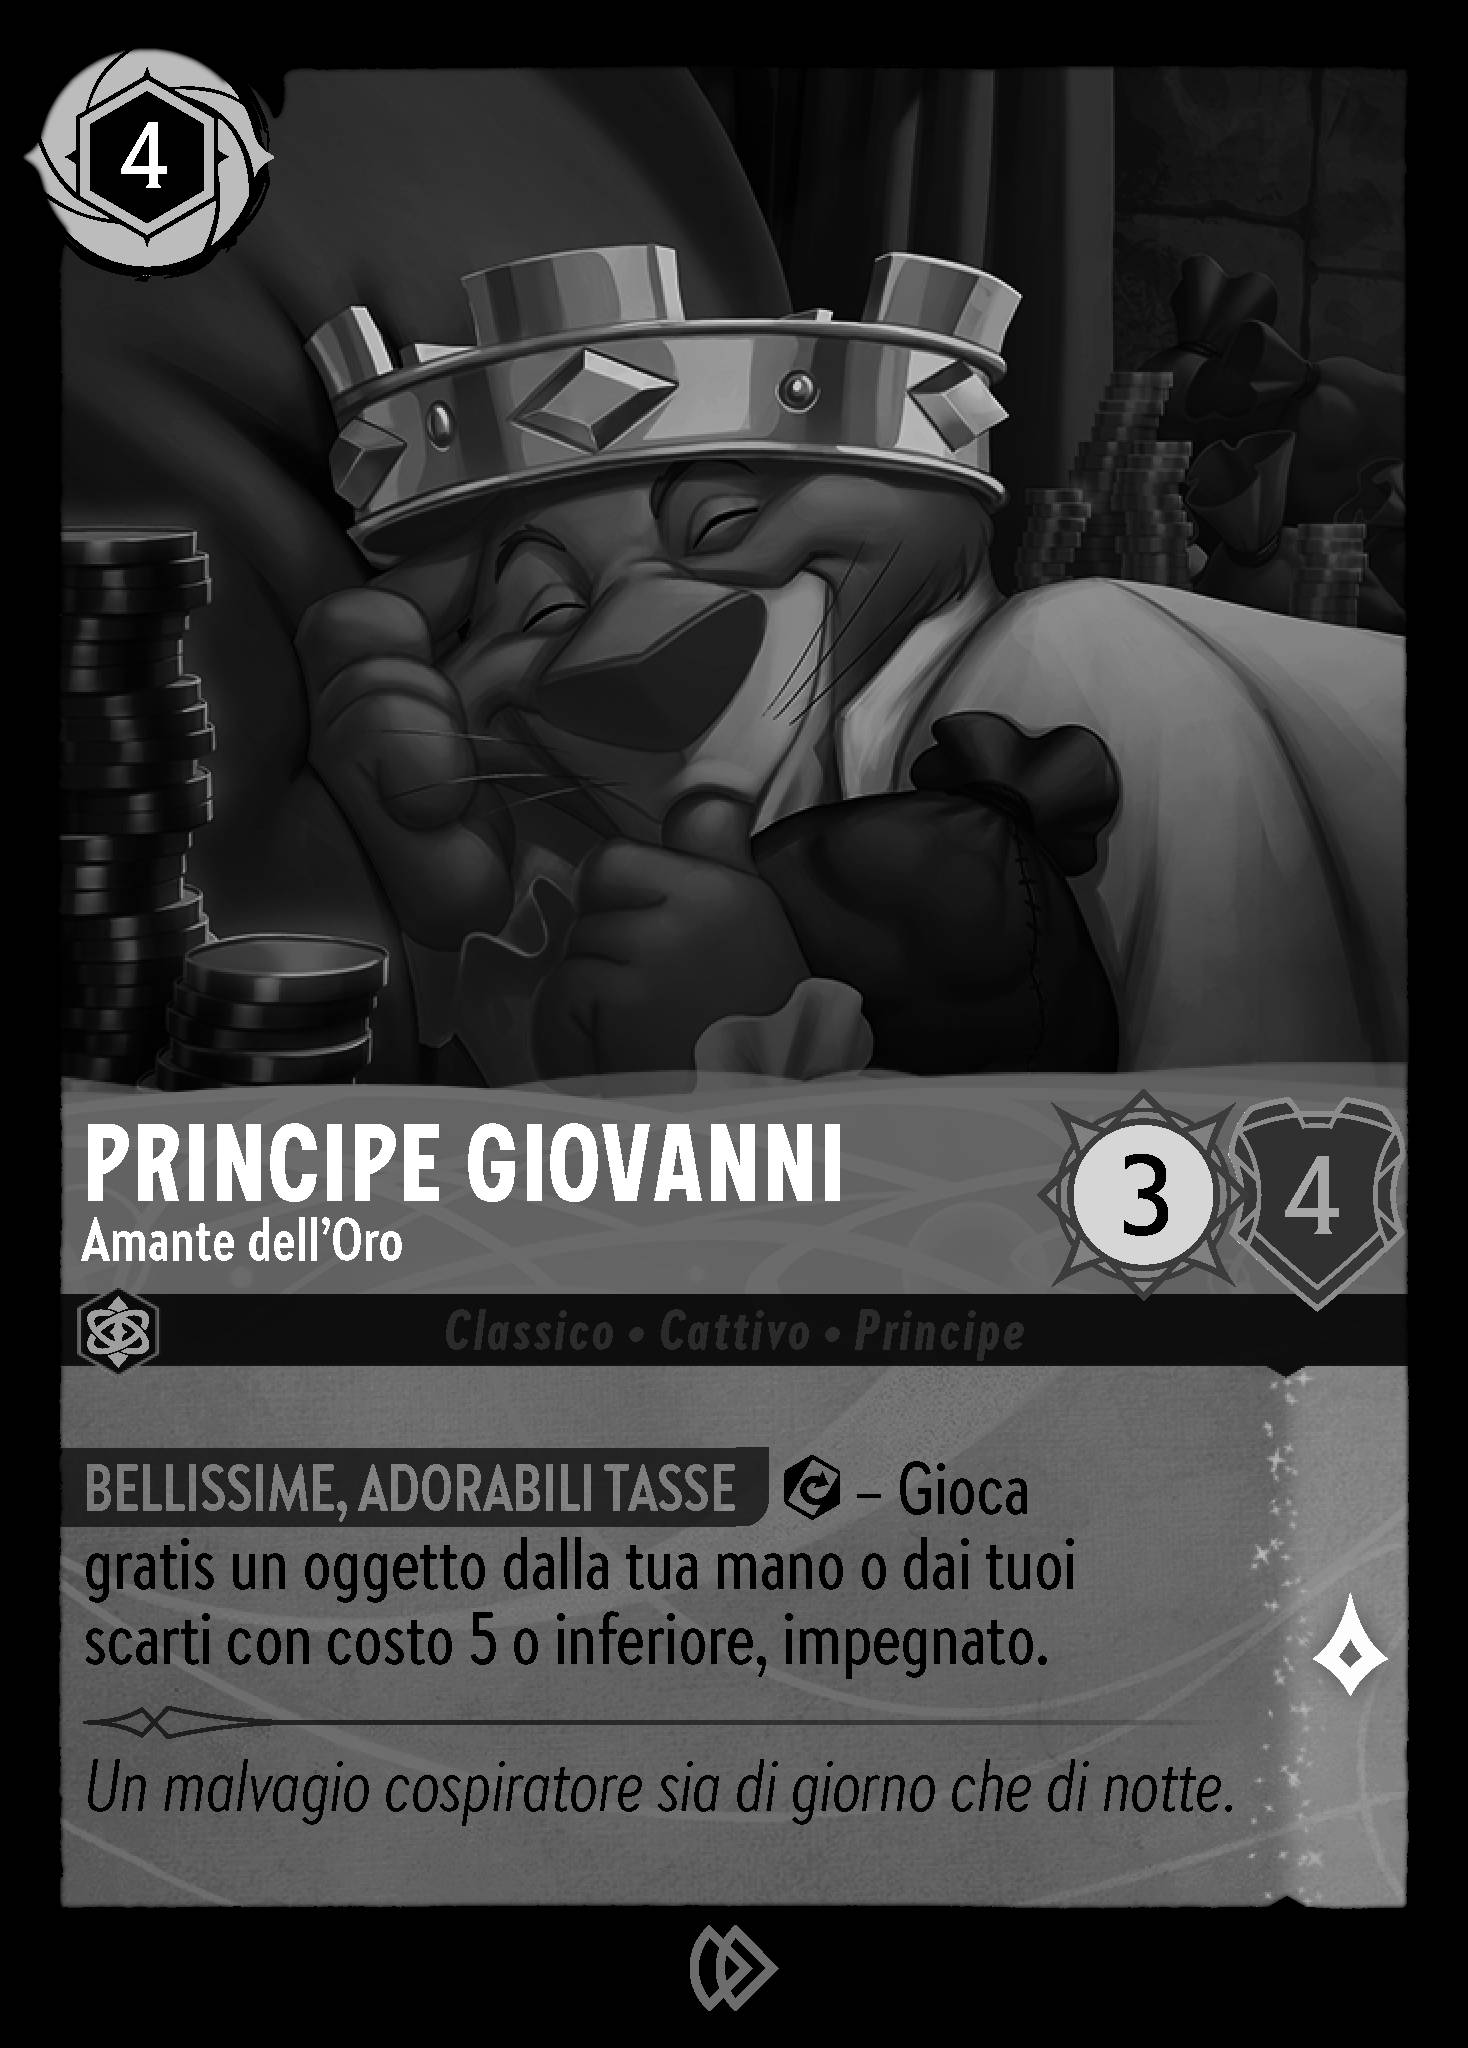 4
PRINCIPE GIOVANNI
Amante dell’Oro
3
4
Classico • Cattivo • Principe
BELLISSIME, ADORABILI TASSE – Gioca
gratis un oggetto dalla tua mano o dai tuoi
scarti con costo 5 o inferiore, impegnato.
Un malvagio cospiratore sia di giorno che di notte.